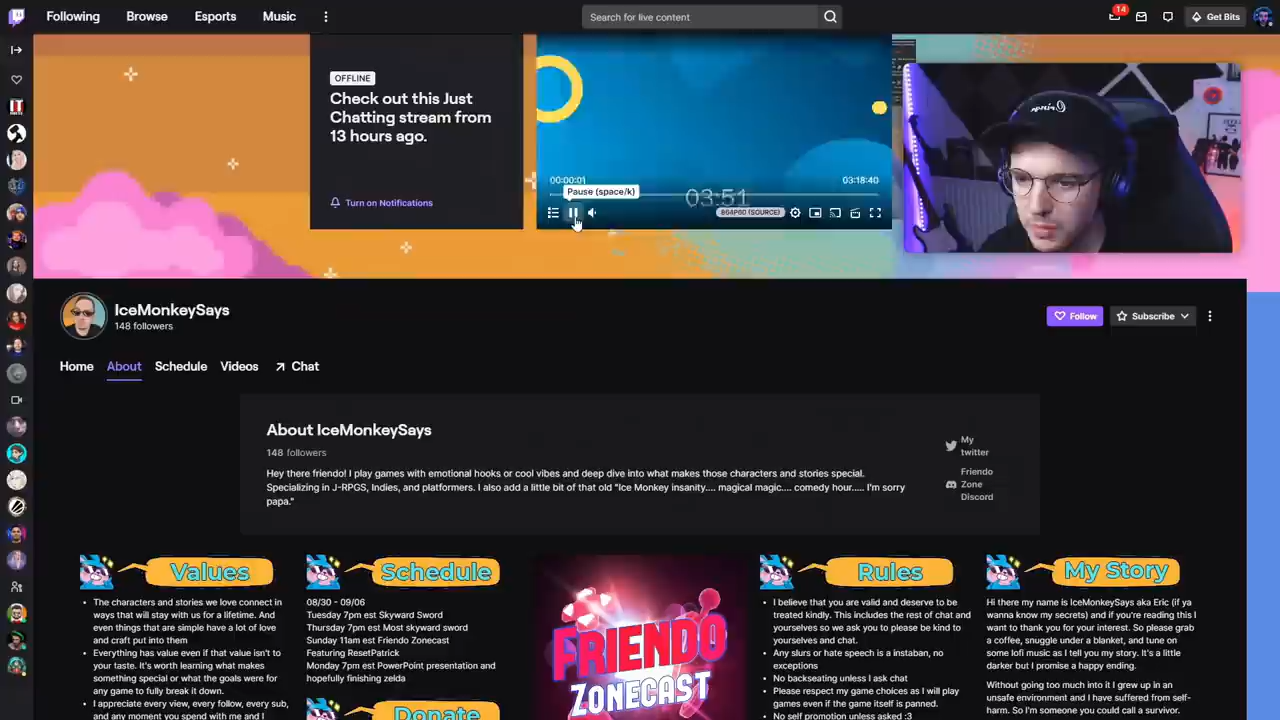 Following Browse Esports Music
Search for live content
14
Get Bits
OFFLINE
Check out this Just
Chatting stream from
13 hours ago.
Turn on Notifications
00:00:01
03:18:40
Pause (space/k)
03:51
864P60 (SOURCE)
IceMonkeySays
148 followers
Follow
Subscribe
Home About Schedule Videos Chat
About IceMonkeySays
148 followers
Hey there friendo! I play games with emotional hooks or cool vibes and deep dive into what makes those characters and stories special.
Specializing in J-RPGS, Indies, and platformers. I also add a little bit of that old "Ice Monkey insanity.... magical magic.... comedy hour..... I'm sorry
papa."
My
twitter
Friendo
Zone
Discord
Values
The characters and stories we love connect in
ways that will stay with us for a lifetime. And
even things that are simple have a lot of love
and craft put into them
Everything has value even if that value isn't to
your taste. It's worth learning what makes
something special or what the goals were for
any game to fully break it down.
I appreciate every view, every follow, every sub,
and any moment you spend with me and I
Schedule
08/30 - 09/06
Tuesday 7pm est Skyward Sword
Thursday 7pm est Most skyward sword
Sunday 11am est Friendo Zonecast
Featuring ResetPatrick
Monday 7pm est PowerPoint presentation and
hopefully finishing zelda
Donate
FRIENDO
ZONECAST
Rules
I believe that you are valid and deserve to be
treated kindly. This includes the rest of chat and
yourselves so we ask you to please be kind to
yourselves and chat.
Any slurs or hate speech is a instaban, no
exceptions
No backseating unless I ask chat
Please respect my game choices as I will play
games even if the game itself is panned.
No self promotion unless asked :3
My Story
Hi there my name is IceMonkeySays aka Eric (if ya
wanna know my secrets) and if you're reading this I
want to thank you for your interest. So please grab
a coffee, snuggle under a blanket, and tune on
some lofi music as I tell you my story. It's a little
darker but I promise a happy ending.
Without going too much into it I grew up in an
unsafe environment and I have suffered from self-
harm. So I'm someone you could call a survivor.